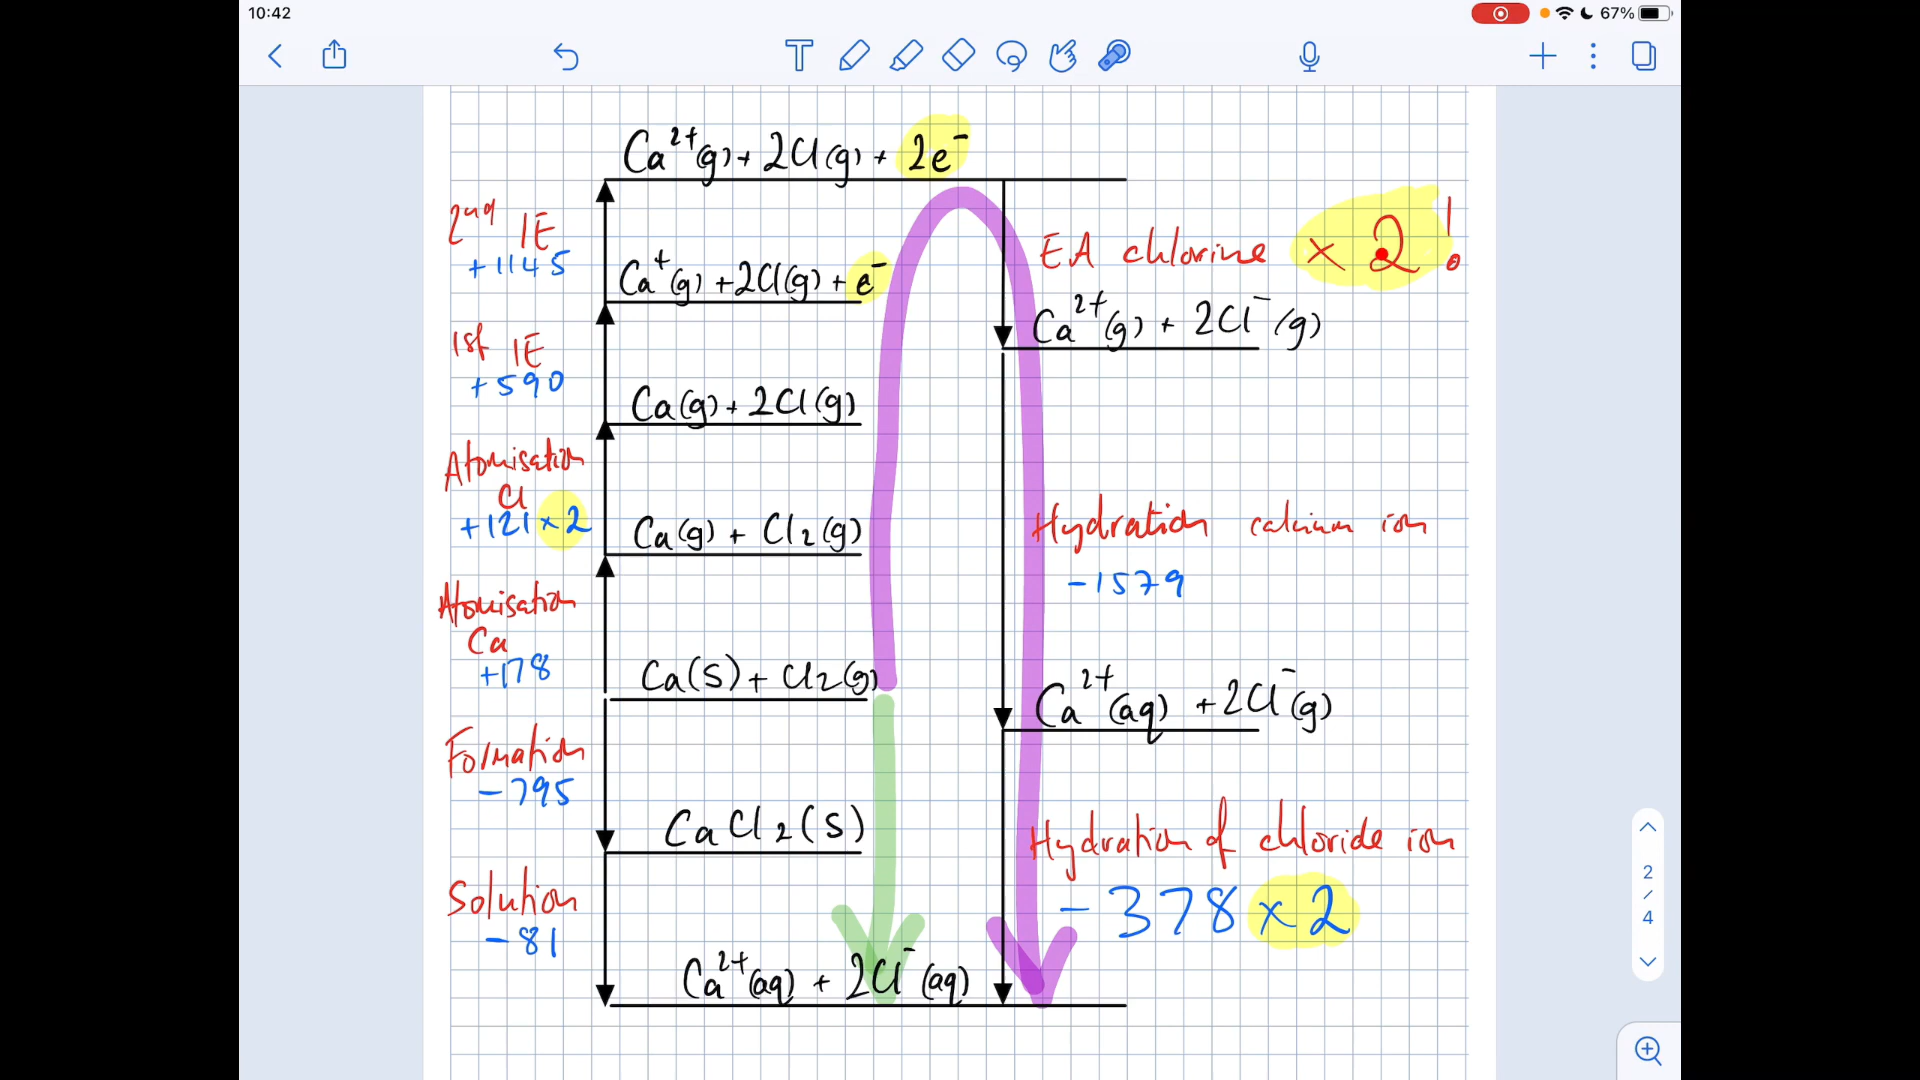 10:42
67%
T
Ca²⁺(g) + 2Cl(g) + 2e⁻
2nd IE
+1145
EA chlorine × 2!
Ca⁺(g) + 2Cl(g) + e⁻
Ca²⁺(g) + 2Cl⁻(g)
1st IE
+590
Ca(g) + 2Cl(g)
Atomisation
Cl
+121 × 2
Ca(g) + Cl₂(g)
Hydration calcium ion
-1579
Atomisation
Ca
+178
Ca(s) + Cl₂(g)
Ca²⁺(aq) + 2Cl⁻(g)
Formation
-795
CaCl₂(s)
Hydration of chloride ion
-378 × 2
Solution
-81
Ca²⁺(aq) + 2Cl⁻(aq)
2
/
4